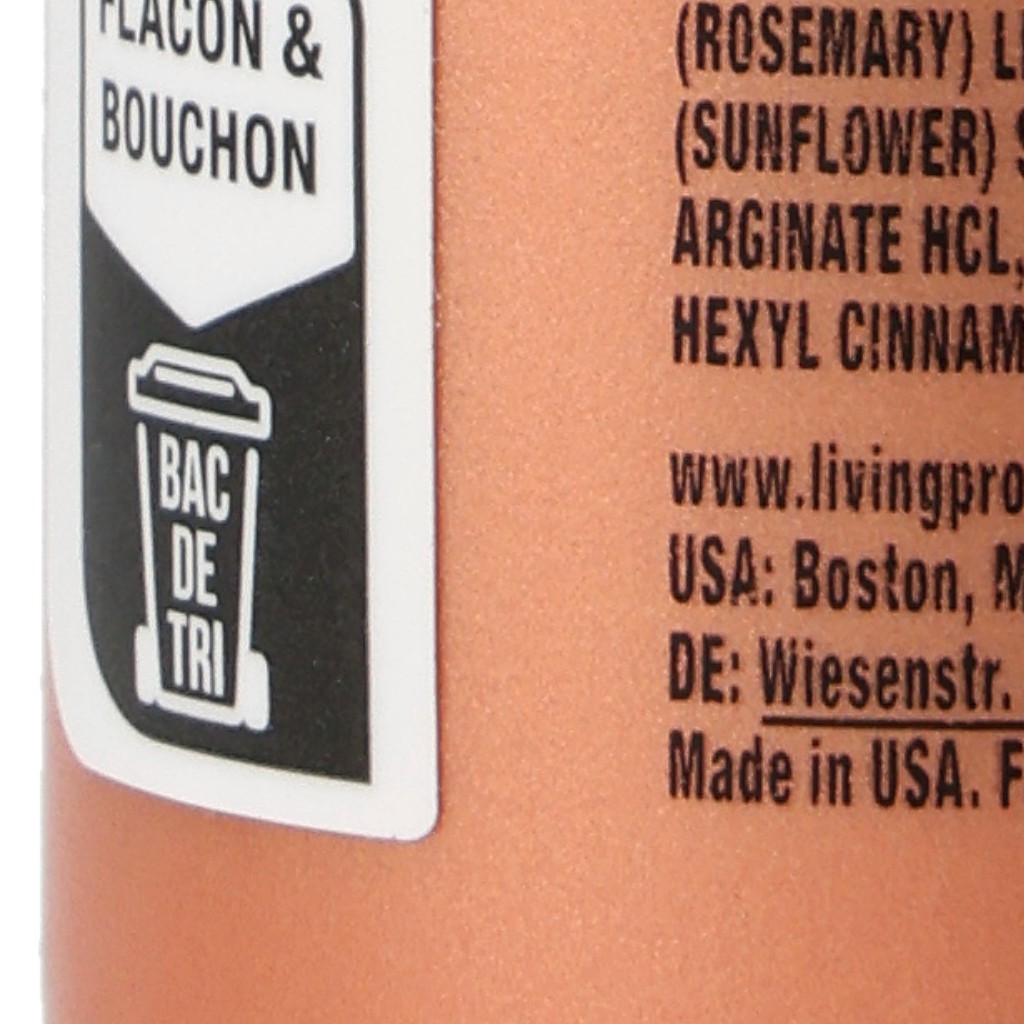 FLACON &
BOUCHON
BAC
DE
TRI
(ROSEMARY)
(SUNFLOWER)
ARGINATE HCL,
HEXYL
www.livingpro
USA: Boston,
DE: Wiesenstr.
Made in USA.